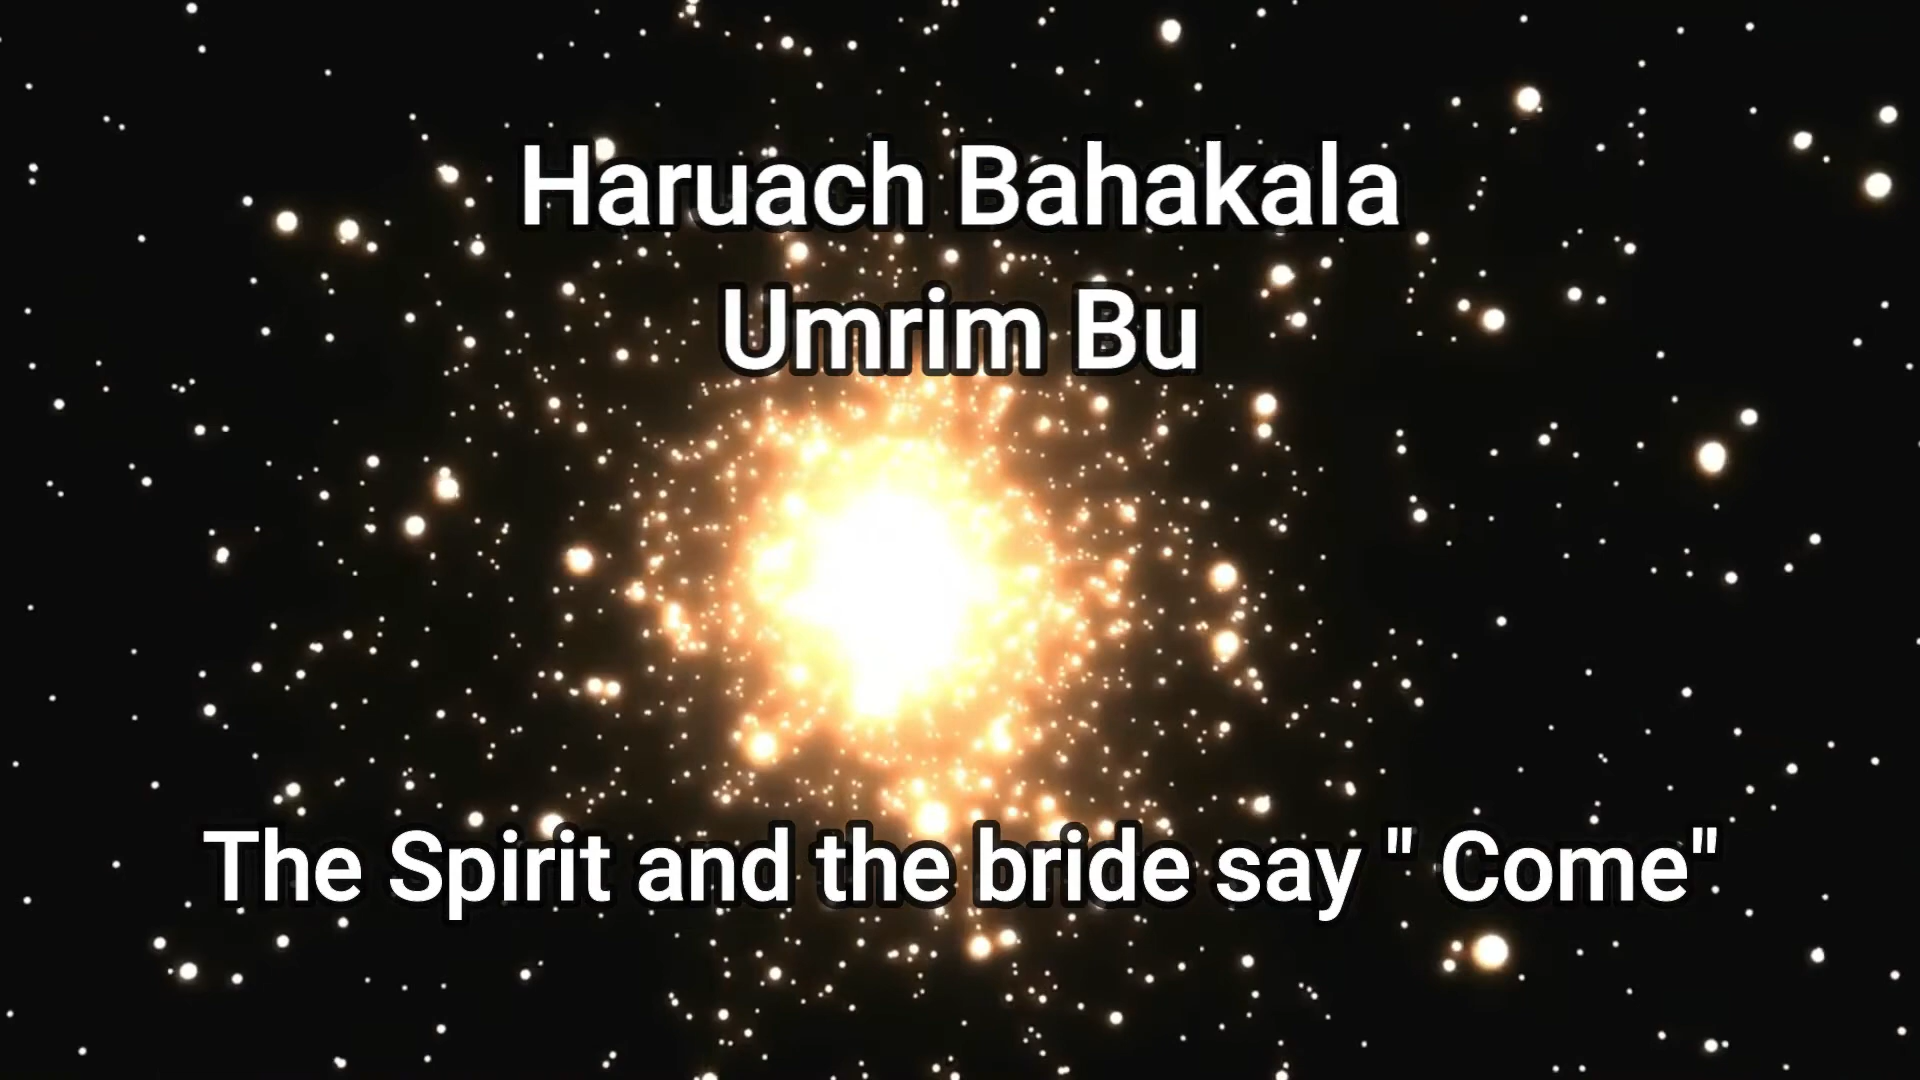 Haruach Bahakala
Umrim Bu
The Spirit and the bride say " Come"